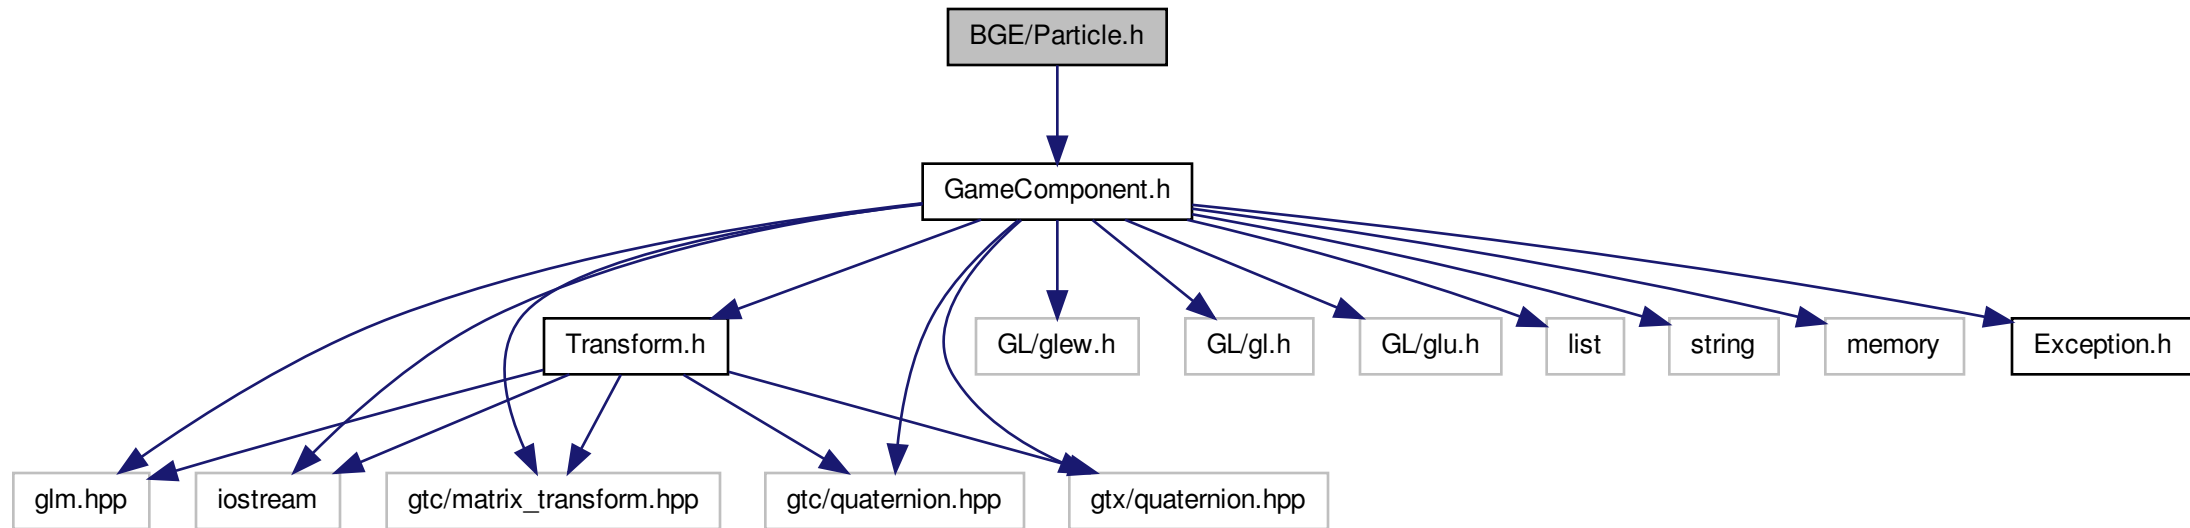 BGE/Particle.h
GameComponent.h
Transform.h
GL/glew.h
GL/gl.h
GL/glu.h
list
string
memory
Exception.h
glm.hpp
iostream
gtc/matrix_transform.hpp
gtc/quaternion.hpp
gtx/quaternion.hpp